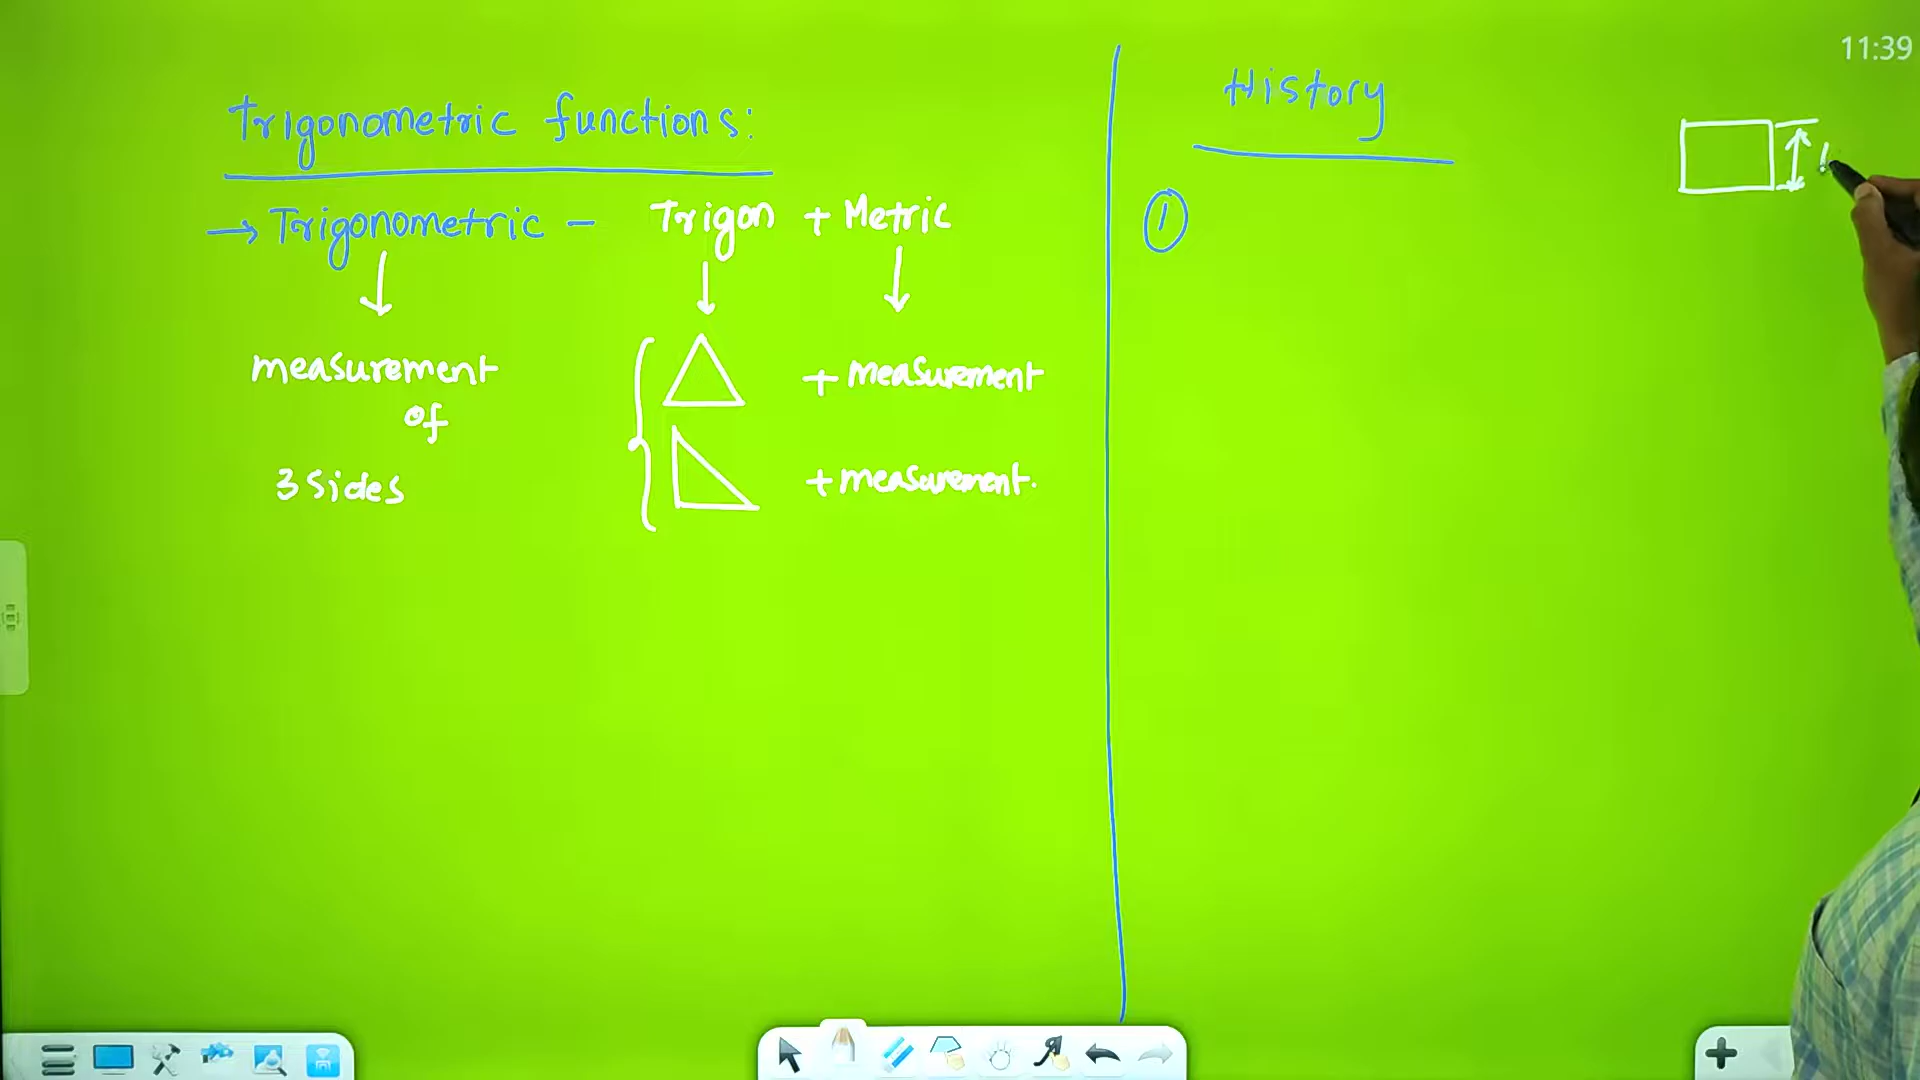 Trigonometric functions:
→ Trigonometric - Trigon + Metric
measurement
of
3 Sides
+ measurement
+ measurement.
History
1
11:39